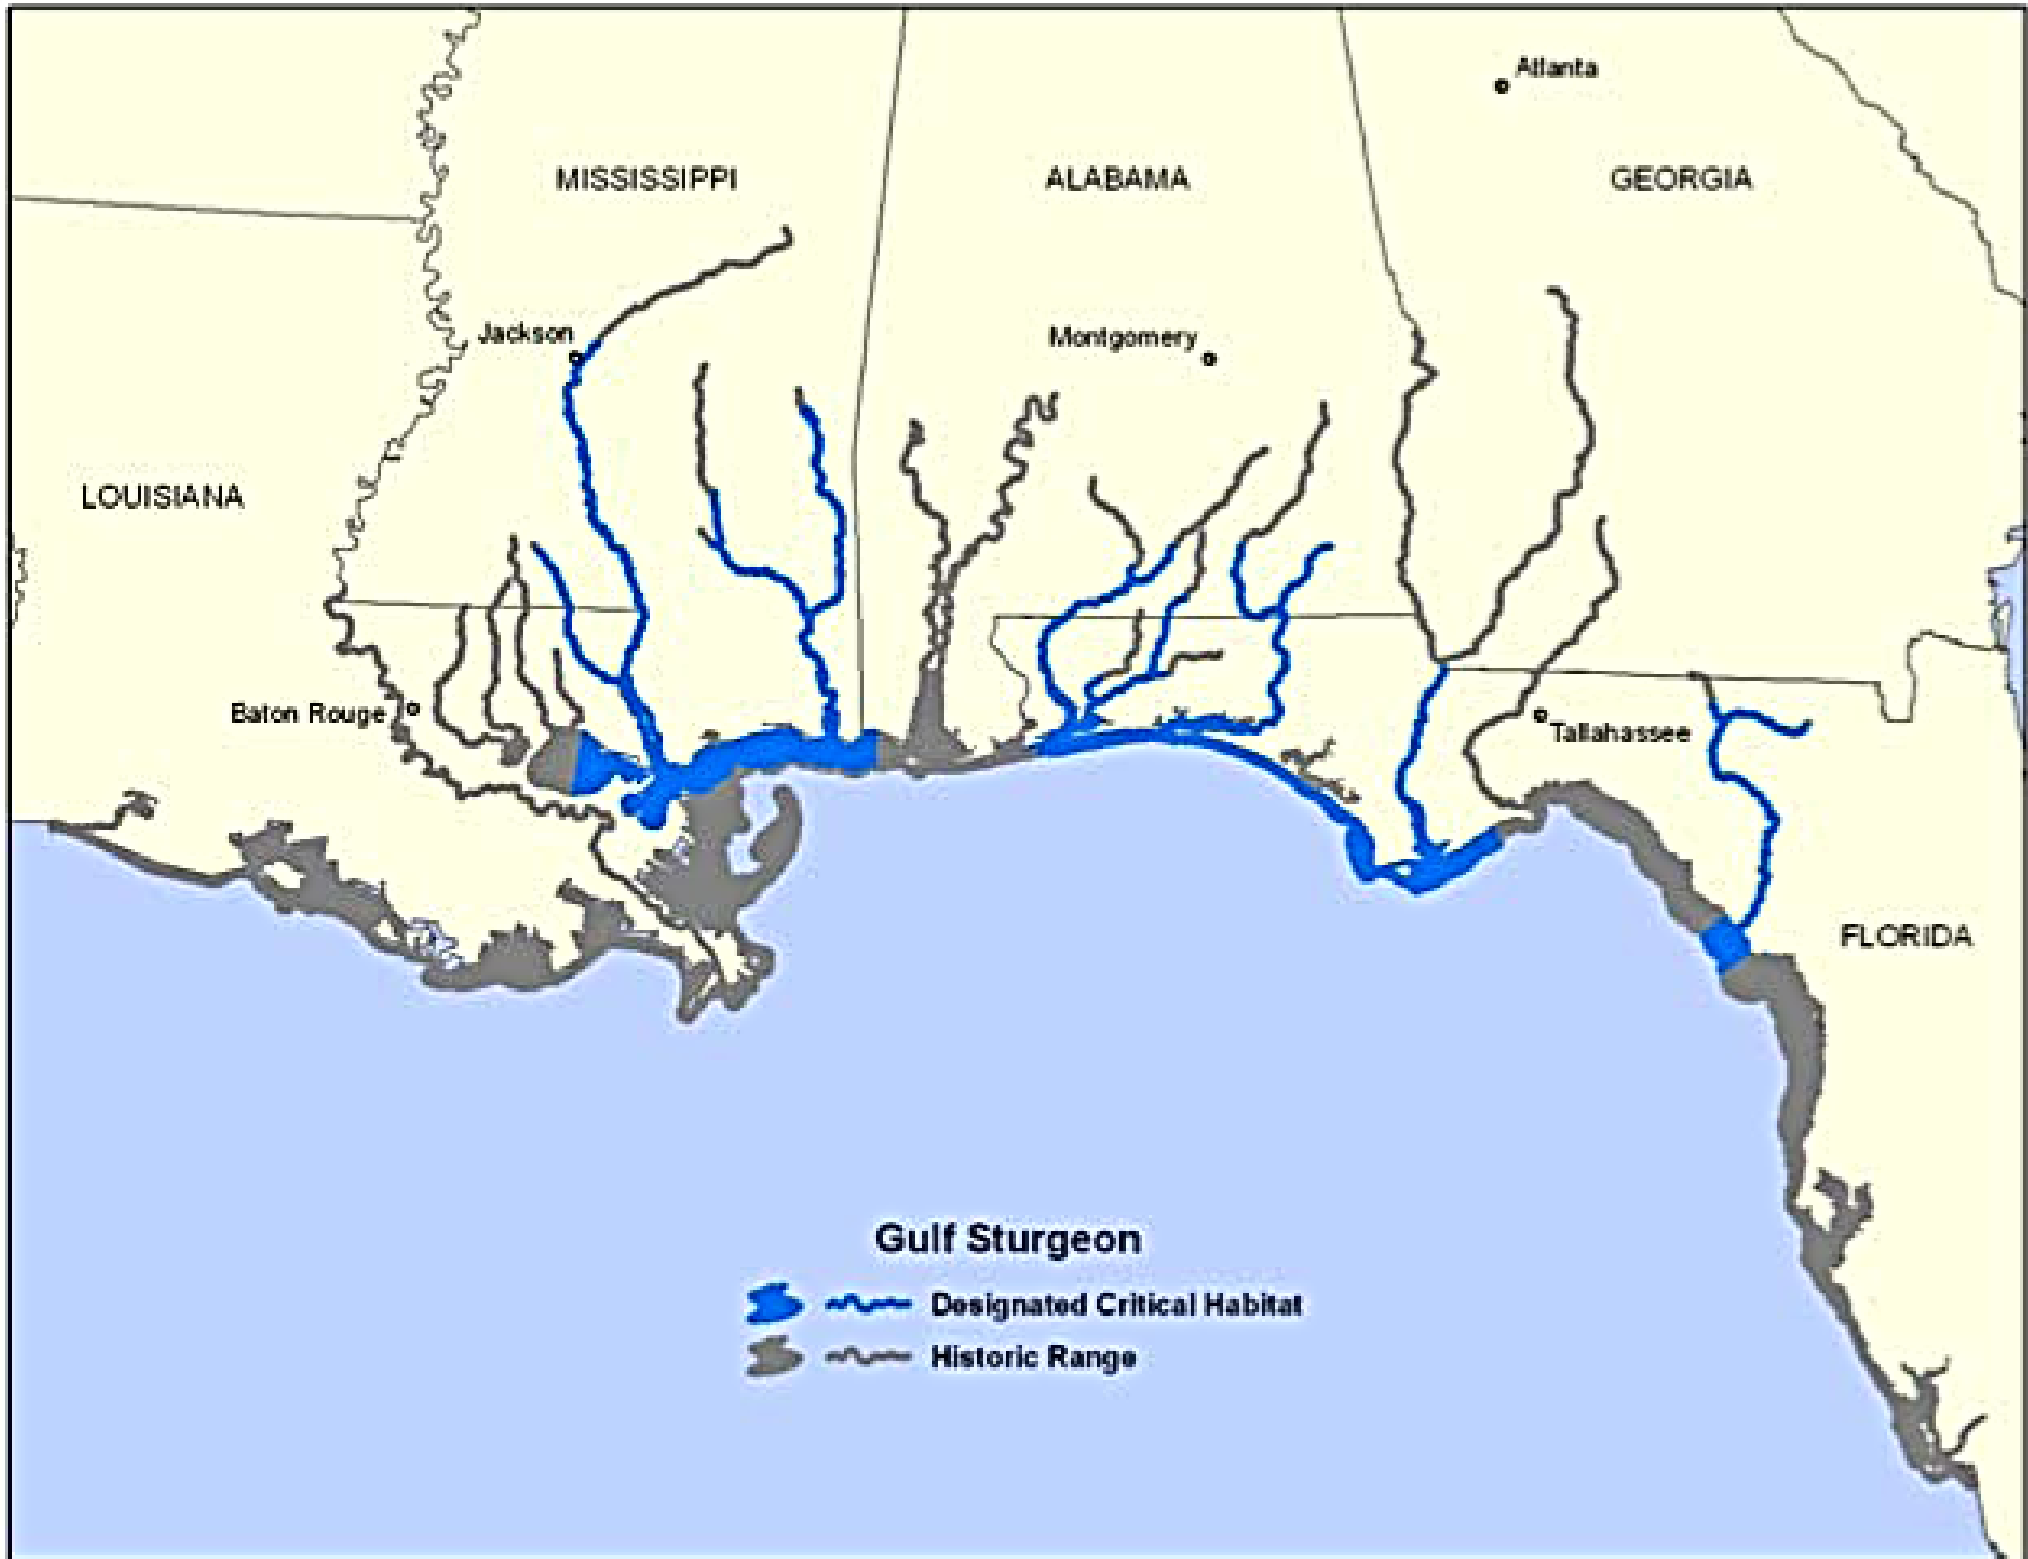 Atlanta
MISSISSIPPI
ALABAMA
GEORGIA
Jackson
Montgomery
LOUISIANA
Baton Rouge
Tallahassee
FLORIDA
Gulf Sturgeon
Designated Critical Habitat
Historic Range